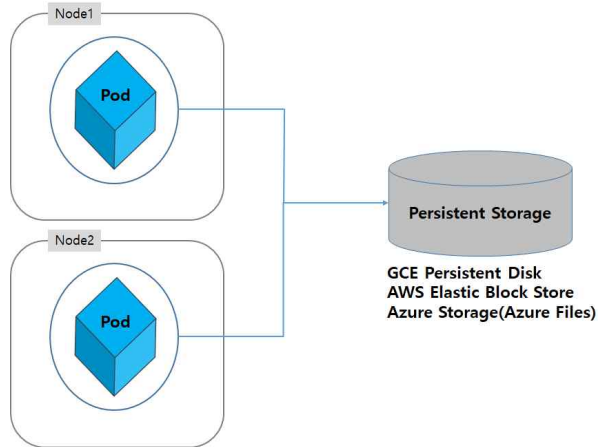 Node1
Pod
Persistent Storage
GCE Persistent Disk
AWS Elastic Block Store
Azure Storage(Azure Files)
Node2
Pod